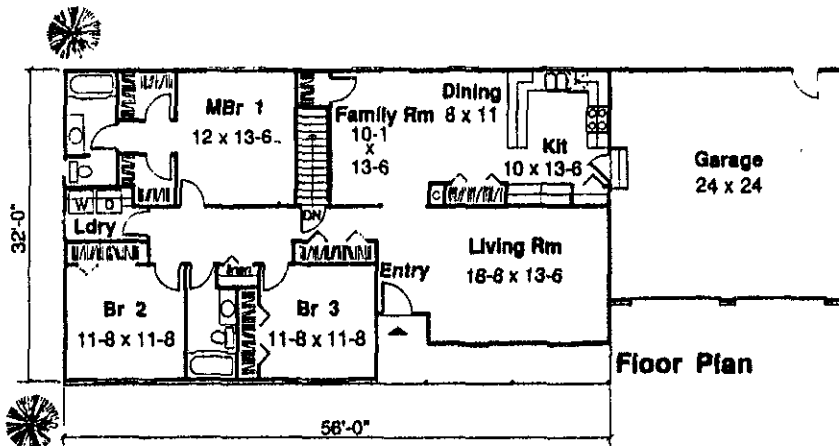 MBr 1
12 x 13-6
Family Rm
10-1
x
13-6
Dining
8 x 11
Kit
10 x 13-6
Garage
24 x 24
W D
Ldry
DN
C
32'-0"
Living Rm
18-8 x 13-6
Entry
linen
Br 2
11-8 x 11-8
Br 3
11-8 x 11-8
Floor Plan
56'-0"